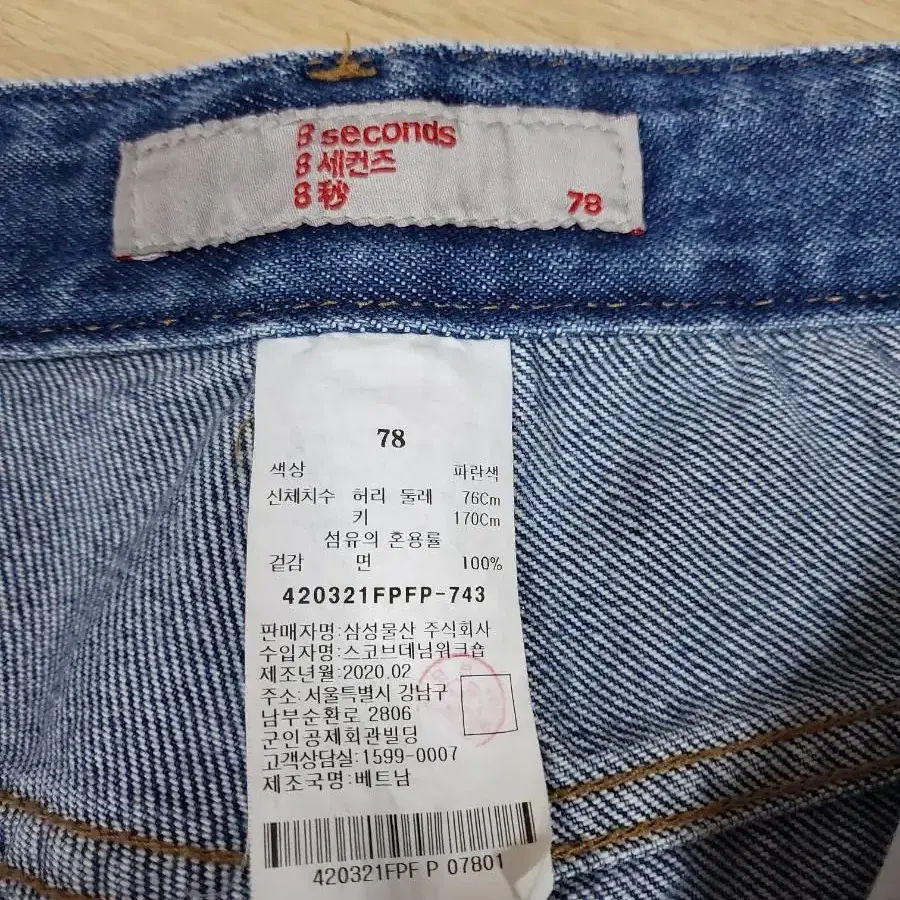 8 seconds
8 세컨즈
8 秒
78
78
색상 파란색
신체치수 허리 둘레 76Cm
키 170Cm
섬유의 혼용률
겉감 면 100%
420321FPFP-743
판매자명:삼성물산 주식회사
수입자명:스코브데님워크숍
제조년월:2020.02
주소:서울특별시 강남구
남부순환로 2806
군인공제회관빌딩
고객상담실:1599-0007
제조국명:베트남
420321FPF P 07801